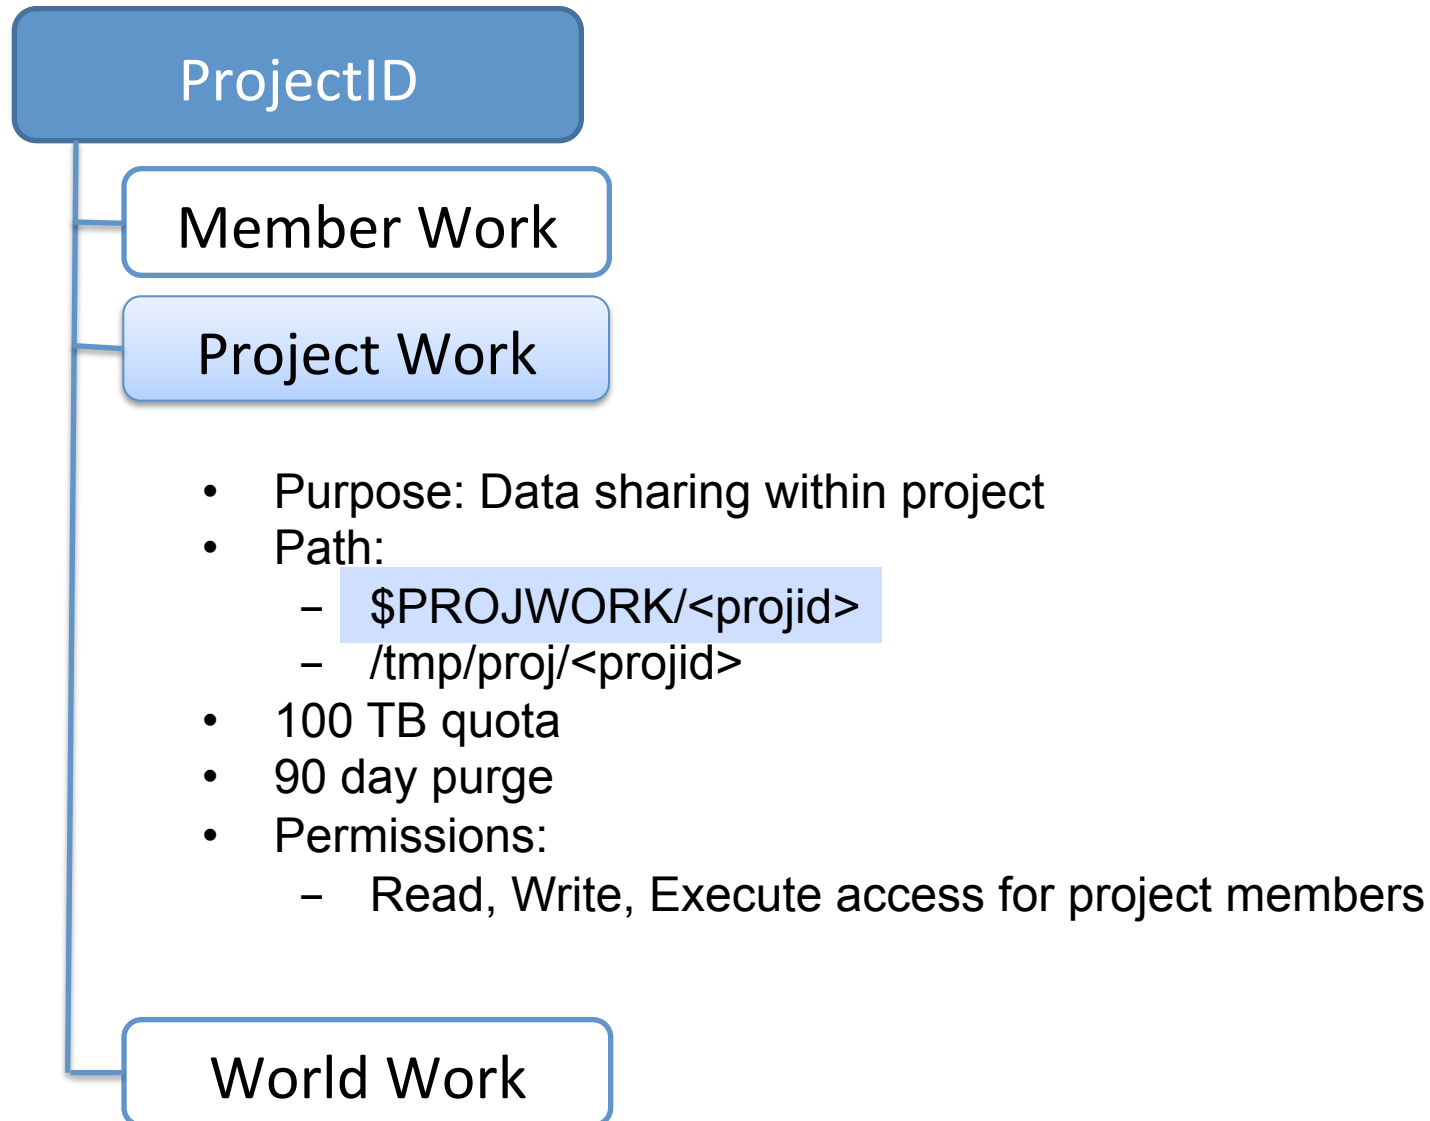 ProjectID
Member Work
Project Work
• Purpose: Data sharing within project
• Path:
– $PROJWORK/<projid>
– /tmp/proj/<projid>
• 100 TB quota
• 90 day purge
• Permissions:
– Read, Write, Execute access for project members
World Work